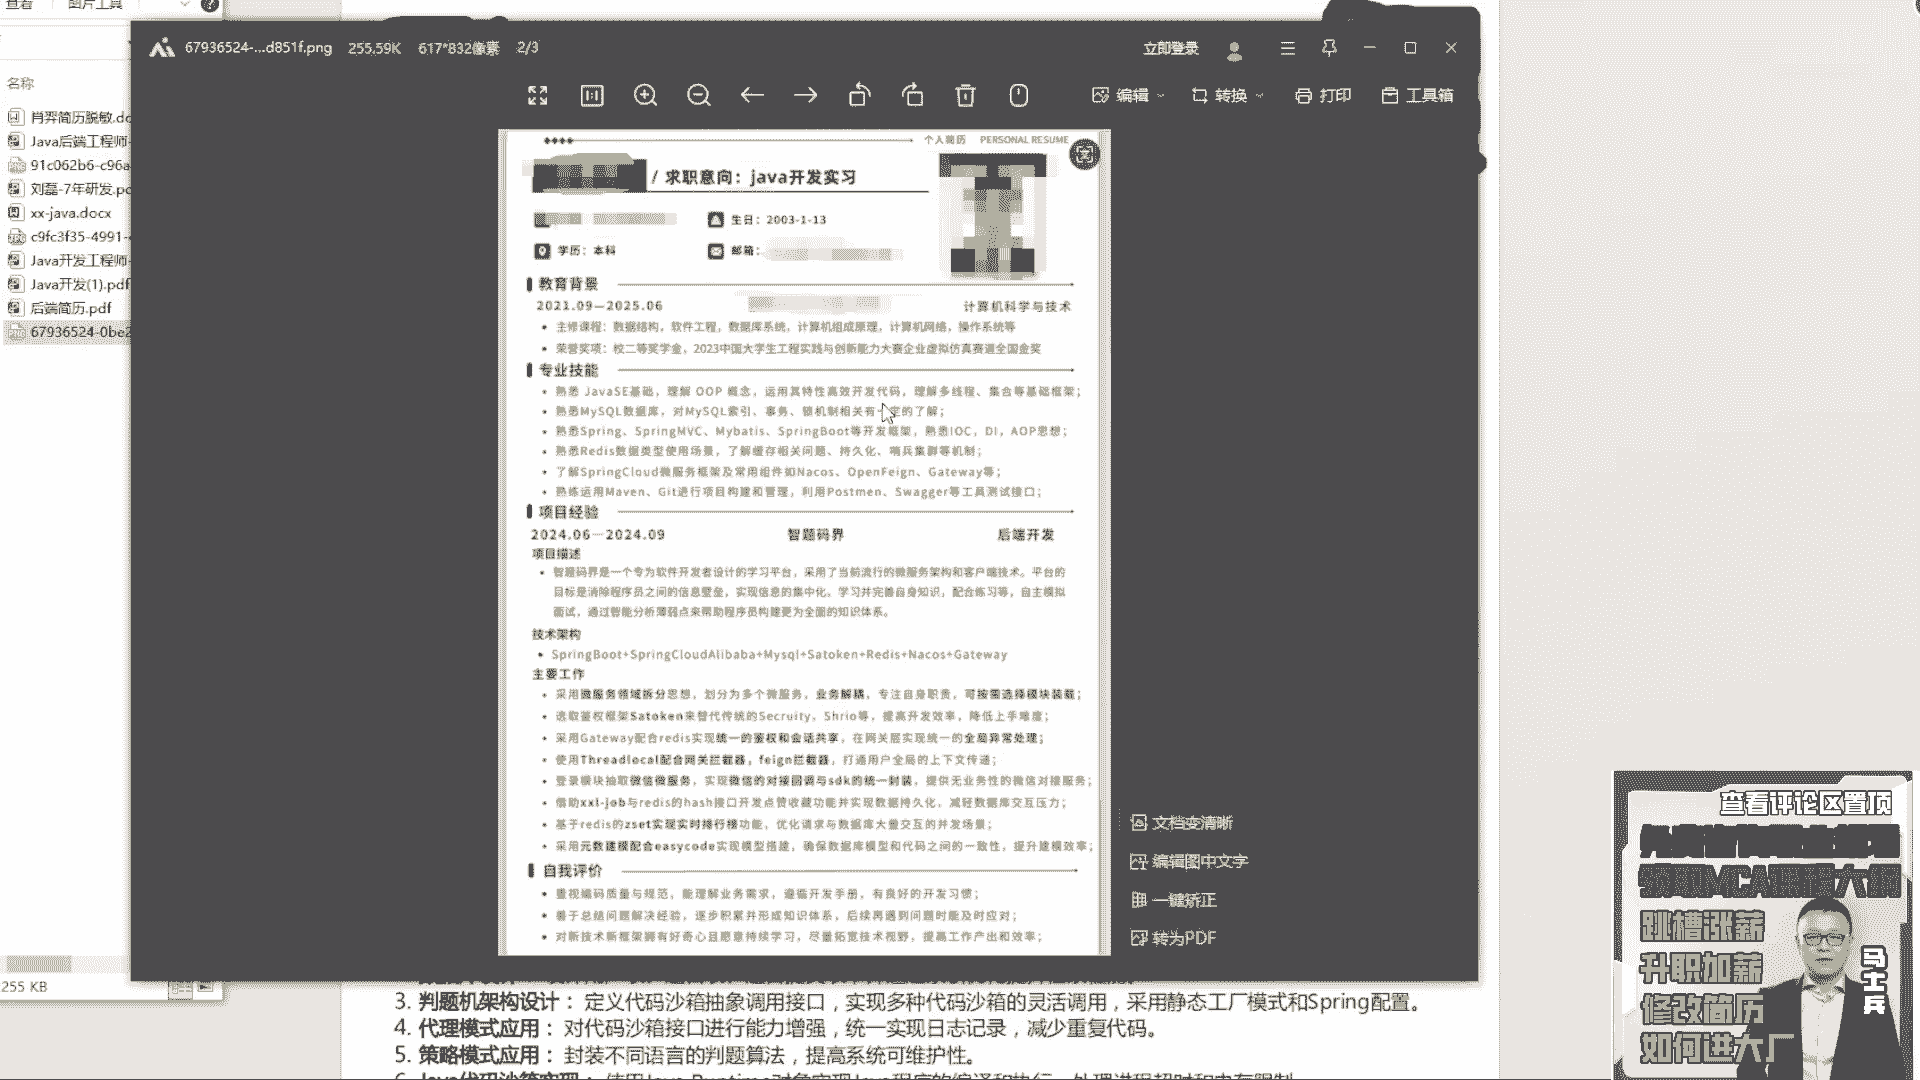 查看
图片工具
67936524-...d851f.png 255.59K 617*832像素 2/3
立即登录
编辑 转换 打印 工具箱
名称
肖羿简历脱敏.do
Java后端工程师-
91c062b6-c96a
刘磊-7年研发.pd
xx-java.docx
c9fc3f35-4991-
Java开发工程师-
Java开发(1).pdf
后端简历.pdf
67936524-0be2
255 KB
个人简历 PERSONAL RESUME
/ 求职意向：java开发实习
生日：2003-1-13
学历：本科
邮箱：
教育背景
2021.09—2025.06 计算机科学与技术
主修课程：数据结构，软件工程，数据库系统，计算机组成原理，计算机网络，操作系统等
荣誉奖项：校二等奖学金，2023中国大学生工程实践与创新能力大赛企业虚拟仿真赛道全国金奖
专业技能
熟悉 JavaSE基础，理解 OOP 概念，运用其特性高效开发代码，理解多线程、集合等基础框架；
熟悉MySQL数据库，对MySQL索引、事务、锁机制相关有一定的了解；
熟悉Spring、SpringMVC、Mybatis、SpringBoot等开发框架，熟悉IOC，DI，AOP思想；
熟悉Redis数据类型使用场景，了解缓存相关问题、持久化、哨兵集群等机制；
了解SpringCloud微服务框架及常用组件如Nacos、OpenFeign、Gateway等；
熟练运用Maven、Git进行项目构建和管理，利用Postmen、Swagger等工具测试接口；
项目经验
2024.06—2024.09 智题码界 后端开发
项目描述
智题码界是一个专为软件开发者设计的学习平台，采用了当前流行的微服务架构和客户端技术。平台的
目标是消除程序员之间的信息壁垒，实现信息的集中化，学习并完善自身知识，配合练习等，自主模拟
面试，通过智能分析薄弱点来帮助程序员构建更为全面的知识体系。
技术架构
SpringBoot+SpringCloudAlibaba+Mysql+Satoken+Redis+Nacos+Gateway
主要工作
采用微服务领域拆分思想，划分为多个微服务，业务解耦，专注自身职责，可按需选择模块装载；
选取鉴权框架Satoken来替代传统的Secruity，Shrio等，提高开发效率，降低上手难度；
采用Gateway配合redis实现统一的鉴权和会话共享，在网关层实现统一的全局异常处理；
使用Threadlocal配合网关拦截器，feign拦截器，打通用户全局的上下文传递；
登录模块抽取微信微服务，实现微信的对接回调与sdk的统一封装，提供无业务性的微信对接服务；
借助xxl-job与redis的hash接口开发点赞收藏功能并实现数据持久化，减轻数据库交互压力；
基于redis的zset实现实时排行榜功能，优化请求与数据库大量交互的并发场景；
采用元数建模配合easycode实现模型搭建，确保数据库模型和代码之间的一致性，提升建模效率；
自我评价
重视编码质量与规范，能理解业务需求，遵循开发手册，有良好的开发习惯；
善于总结问题解决经验，逐步积累并形成知识体系，后续再遇到问题时能及时应对；
对新技术新框架拥有好奇心且愿意持续学习，尽量拓宽技术视野，提高工作产出和效率；
文档变清晰
编辑图中文字
一键矫正
转为PDF
3. 判题机架构设计：定义代码沙箱抽象调用接口，实现多种代码沙箱的灵活调用，采用静态工厂模式和Spring配置。
4. 代理模式应用：对代码沙箱接口进行能力增强，统一实现日志记录，减少重复代码。
5. 策略模式应用：封装不同语言的判题算法，提高系统可维护性。
查看评论区置顶
领取MCA课程大纲
跳槽涨薪
升职加薪
修改简历
如何进大厂
马士兵